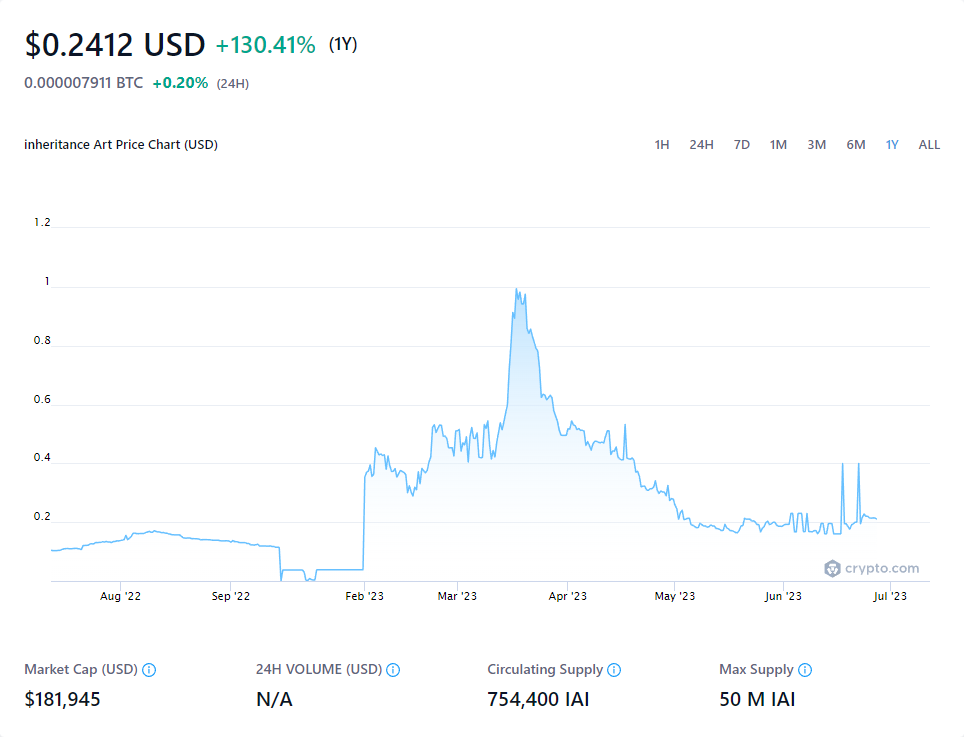 $0.2412 USD +130.41% (1Y)
0.000007911 BTC +0.20% (24H)
inheritance Art Price Chart (USD) 1H 24H 7D 1M 3M 6M 1Y ALL
1.2
1
0.8
0.6
0.4
0.2
crypto.com
Aug '22 Sep '22 Feb '23 Mar '23 Apr '23 May '23 Jun '23 Jul '23
Market Cap (USD) 24H VOLUME (USD) Circulating Supply Max Supply
$181,945 N/A 754,400 IAI 50 M IAI